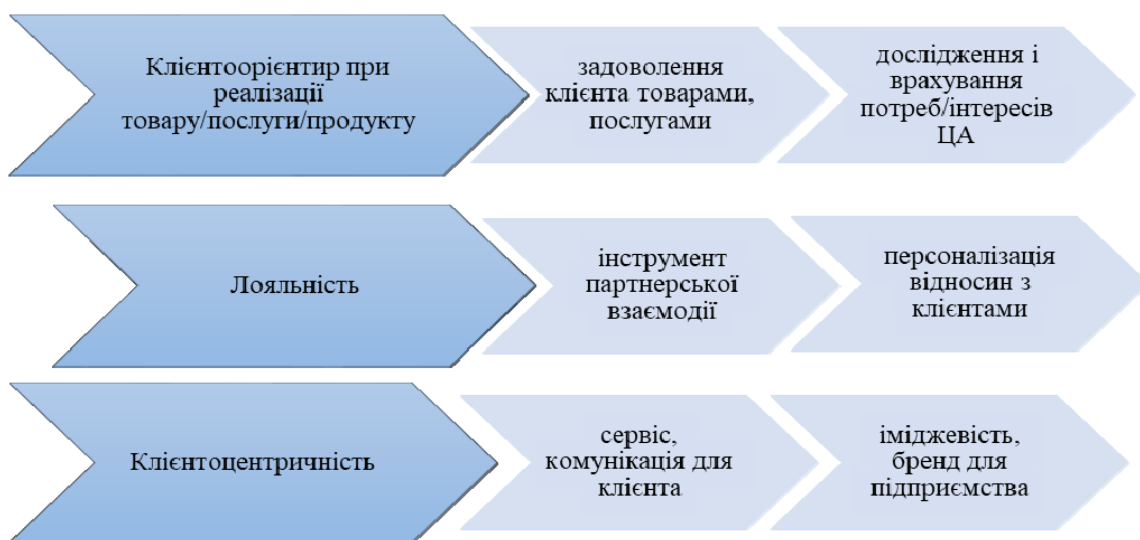 Клієнтоорієнтир при
реалізації
товару/послуги/продукту
задоволення
клієнта товарами,
послугами
дослідження і
врахування
потреб/інтересів
ЦА
Лояльність
інструмент
партнерської
взаємодії
персоналізація
відносин з
клієнтами
Клієнтоцентричність
сервіс,
комунікація для
клієнта
іміджевість,
бренд для
підприємства